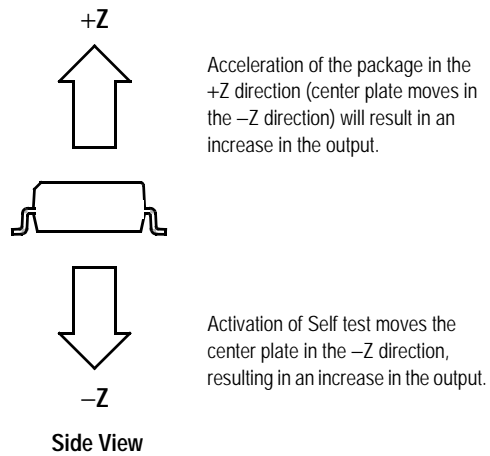 +Z
Acceleration of the package in the
+Z direction (center plate moves in
the –Z direction) will result in an
increase in the output.
Activation of Self test moves the
center plate in the –Z direction,
resulting in an increase in the output.
–Z
Side View